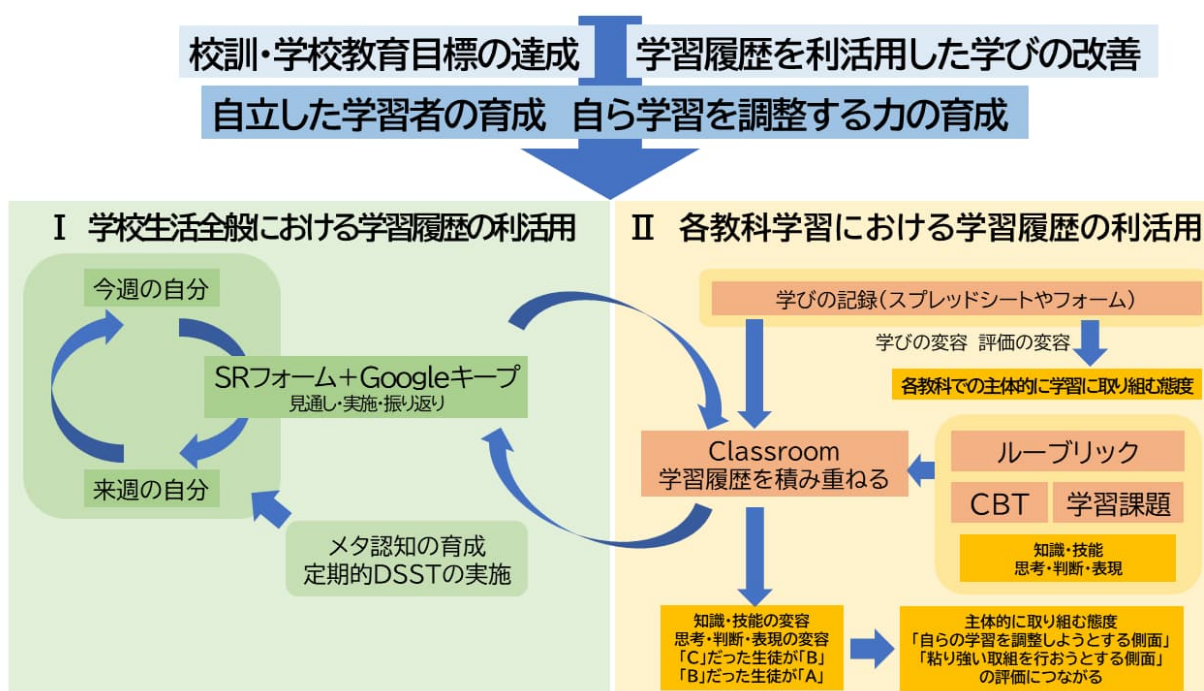 校訓・学校教育目標の達成
学習履歴を利活用した学びの改善
自立した学習者の育成 自ら学習を調整する力の育成
Ⅰ 学校生活全般における学習履歴の利活用
今週の自分
SRフォーム＋Googleキープ
見通し・実施・振り返り
来週の自分
メタ認知の育成
定期的DSSTの実施
Ⅱ 各教科学習における学習履歴の利活用
学びの記録(スプレッドシートやフォーム)
学びの変容 評価の変容
各教科での主体的に学習に取り組む態度
Classroom
学習履歴を積み重ねる
ルーブリック
CBT
学習課題
知識・技能
思考・判断・表現
知識・技能の変容
思考・判断・表現の変容
「C」だった生徒が「B」
「B」だった生徒が「A」
主体的に取り組む態度
「自らの学習を調整しようとする側面」
「粘り強い取組を行おうとする側面」
の評価につながる